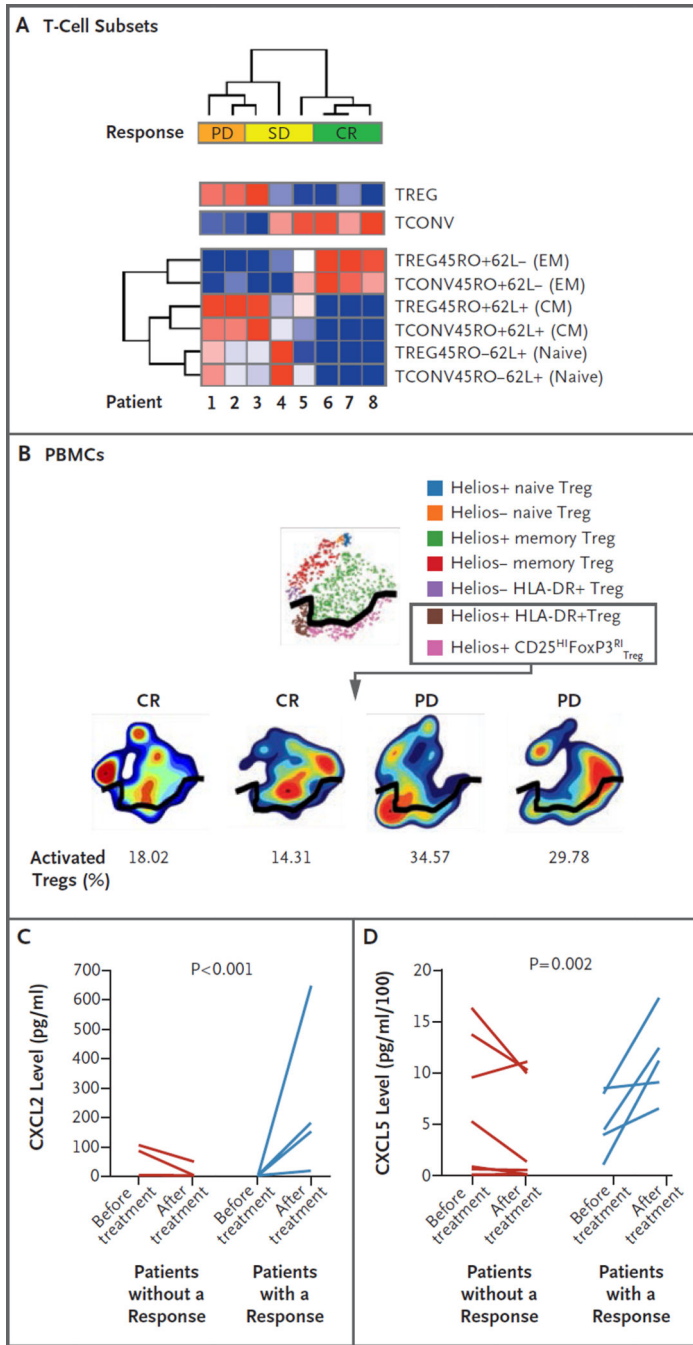 A T-Cell Subsets
Response PD SD CR
TREG
TCONV
TREG45RO+62L− (EM)
TCONV45RO+62L− (EM)
TREG45RO+62L+ (CM)
TCONV45RO+62L+ (CM)
TREG45RO−62L+ (Naive)
TCONV45RO−62L+ (Naive)
Patient 1 2 3 4 5 6 7 8
B PBMCs
Helios+ naive Treg
Helios− naive Treg
Helios+ memory Treg
Helios− memory Treg
Helios− HLA-DR+ Treg
Helios+ HLA-DR+Treg
Helios+ CD25HIFoxP3RI Treg
CR CR PD PD
Activated
Tregs (%)
18.02 14.31 34.57 29.78
C
P<0.001
CXCL2 Level (pg/ml)
700
600
500
400
300
200
100
0
Before treatment
After treatment
Before treatment
After treatment
Patients
without a
Response
Patients
with a
Response
D
P=0.002
CXCL5 Level (pg/ml/100)
20
15
10
5
0
Before treatment
After treatment
Before treatment
After treatment
Patients
without a
Response
Patients
with a
Response